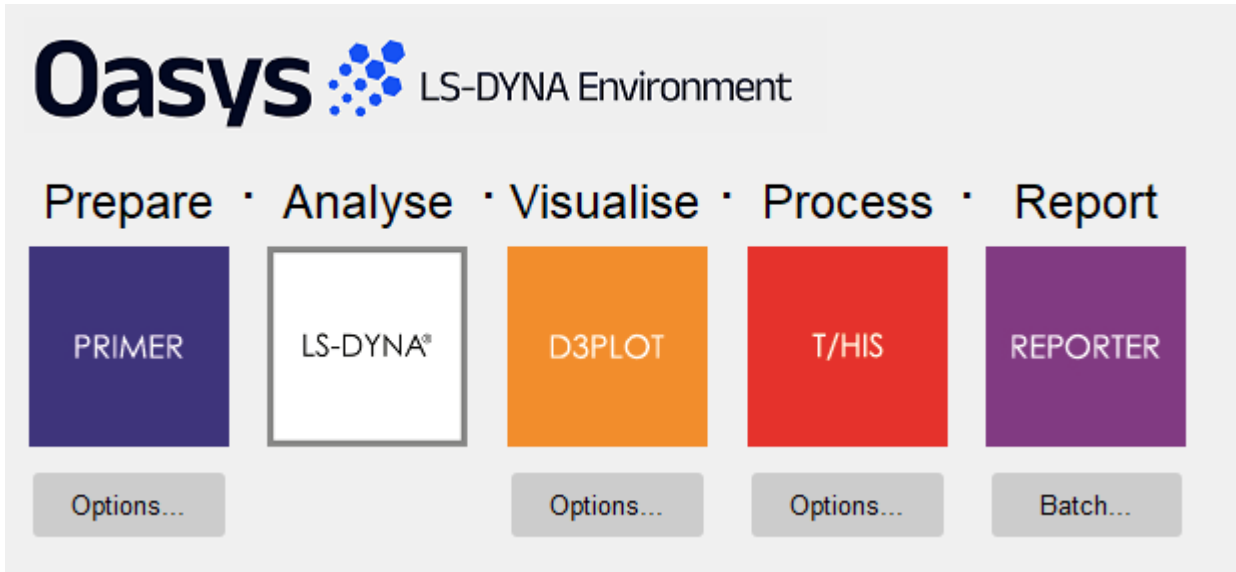 Oasys LS-DYNA Environment
Prepare · Analyse · Visualise · Process · Report
PRIMER LS-DYNA® D3PLOT T/HIS REPORTER
Options... Options... Options... Batch...